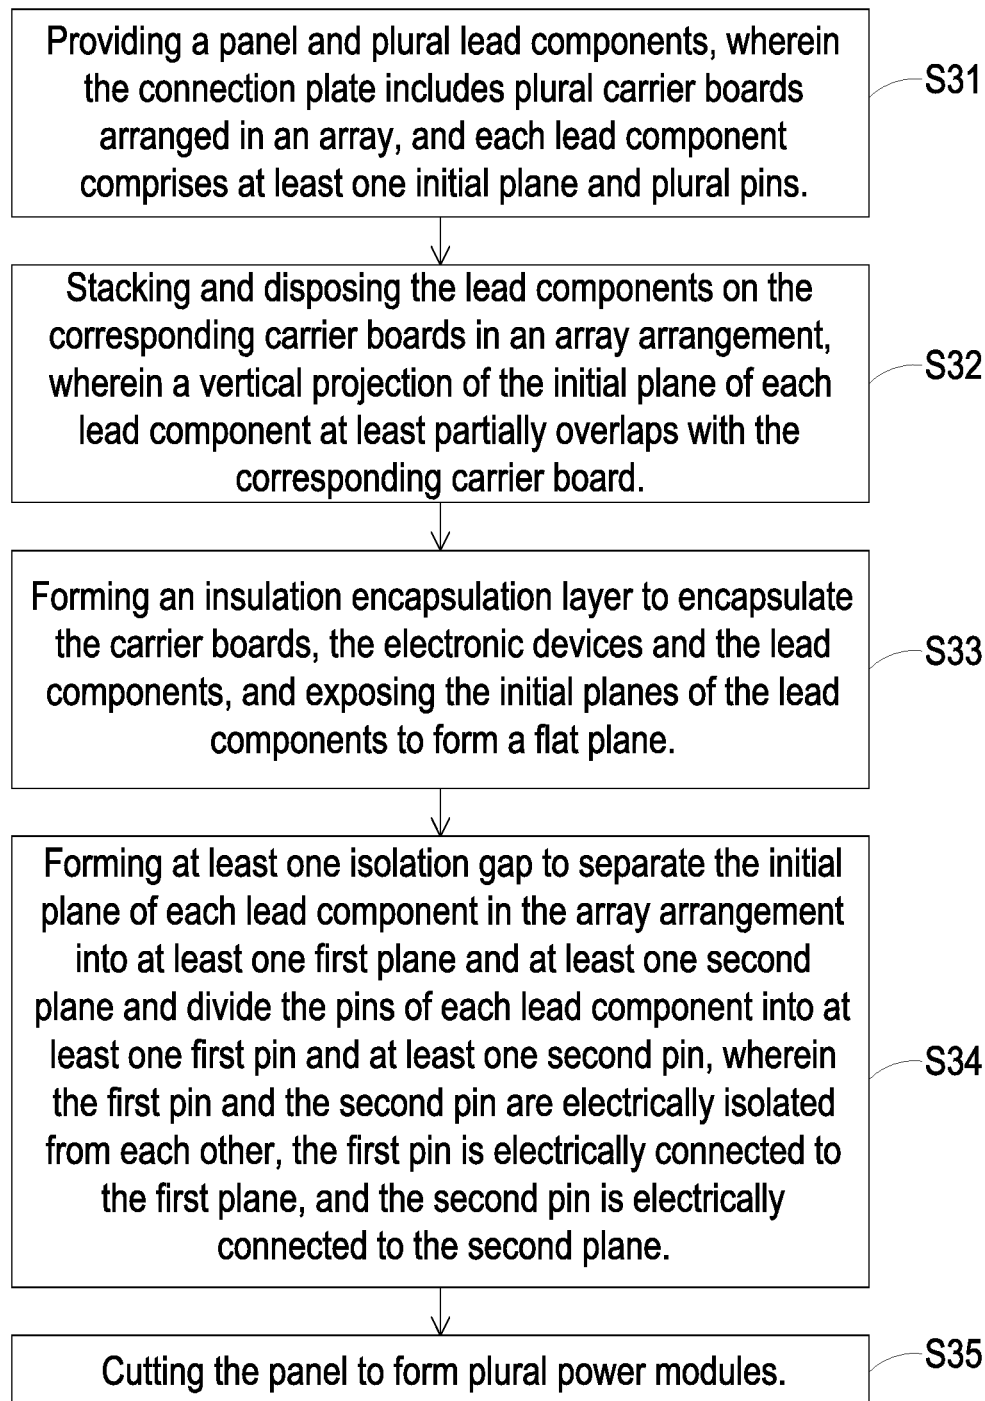 Providing a panel and plural lead components, wherein
the connection plate includes plural carrier boards
arranged in an array, and each lead component
comprises at least one initial plane and plural pins.
S31
Stacking and disposing the lead components on the
corresponding carrier boards in an array arrangement,
wherein a vertical projection of the initial plane of each
lead component at least partially overlaps with the
corresponding carrier board.
S32
Forming an insulation encapsulation layer to encapsulate
the carrier boards, the electronic devices and the lead
components, and exposing the initial planes of the lead
components to form a flat plane.
S33
Forming at least one isolation gap to separate the initial
plane of each lead component in the array arrangement
into at least one first plane and at least one second
plane and divide the pins of each lead component into at
least one first pin and at least one second pin, wherein
the first pin and the second pin are electrically isolated
from each other, the first pin is electrically connected to
the first plane, and the second pin is electrically
connected to the second plane.
S34
Cutting the panel to form plural power modules.
S35